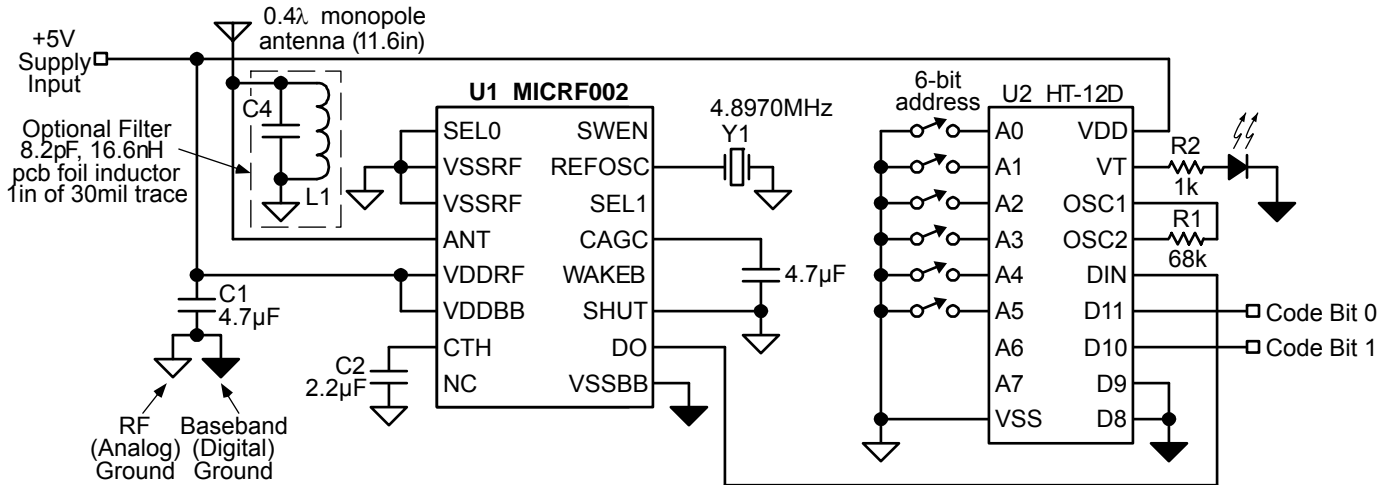 0.4λ monopole
antenna (11.6in)
+5V
Supply
Input
C4
L1
Optional Filter
8.2pF, 16.6nH
pcb foil inductor
1in of 30mil trace
C1
4.7µF
RF
(Analog)
Ground
Baseband
(Digital)
Ground
C2
2.2µF
U1 MICRF002
SEL0
VSSRF
VSSRF
ANT
VDDRF
VDDBB
CTH
NC
SWEN
REFOSC
SEL1
CAGC
WAKEB
SHUT
DO
VSSBB
4.8970MHz
Y1
4.7µF
6-bit
address
U2 HT-12D
A0
A1
A2
A3
A4
A5
A6
A7
VSS
VDD
VT
OSC1
OSC2
DIN
D11
D10
D9
D8
R2
1k
R1
68k
Code Bit 0
Code Bit 1